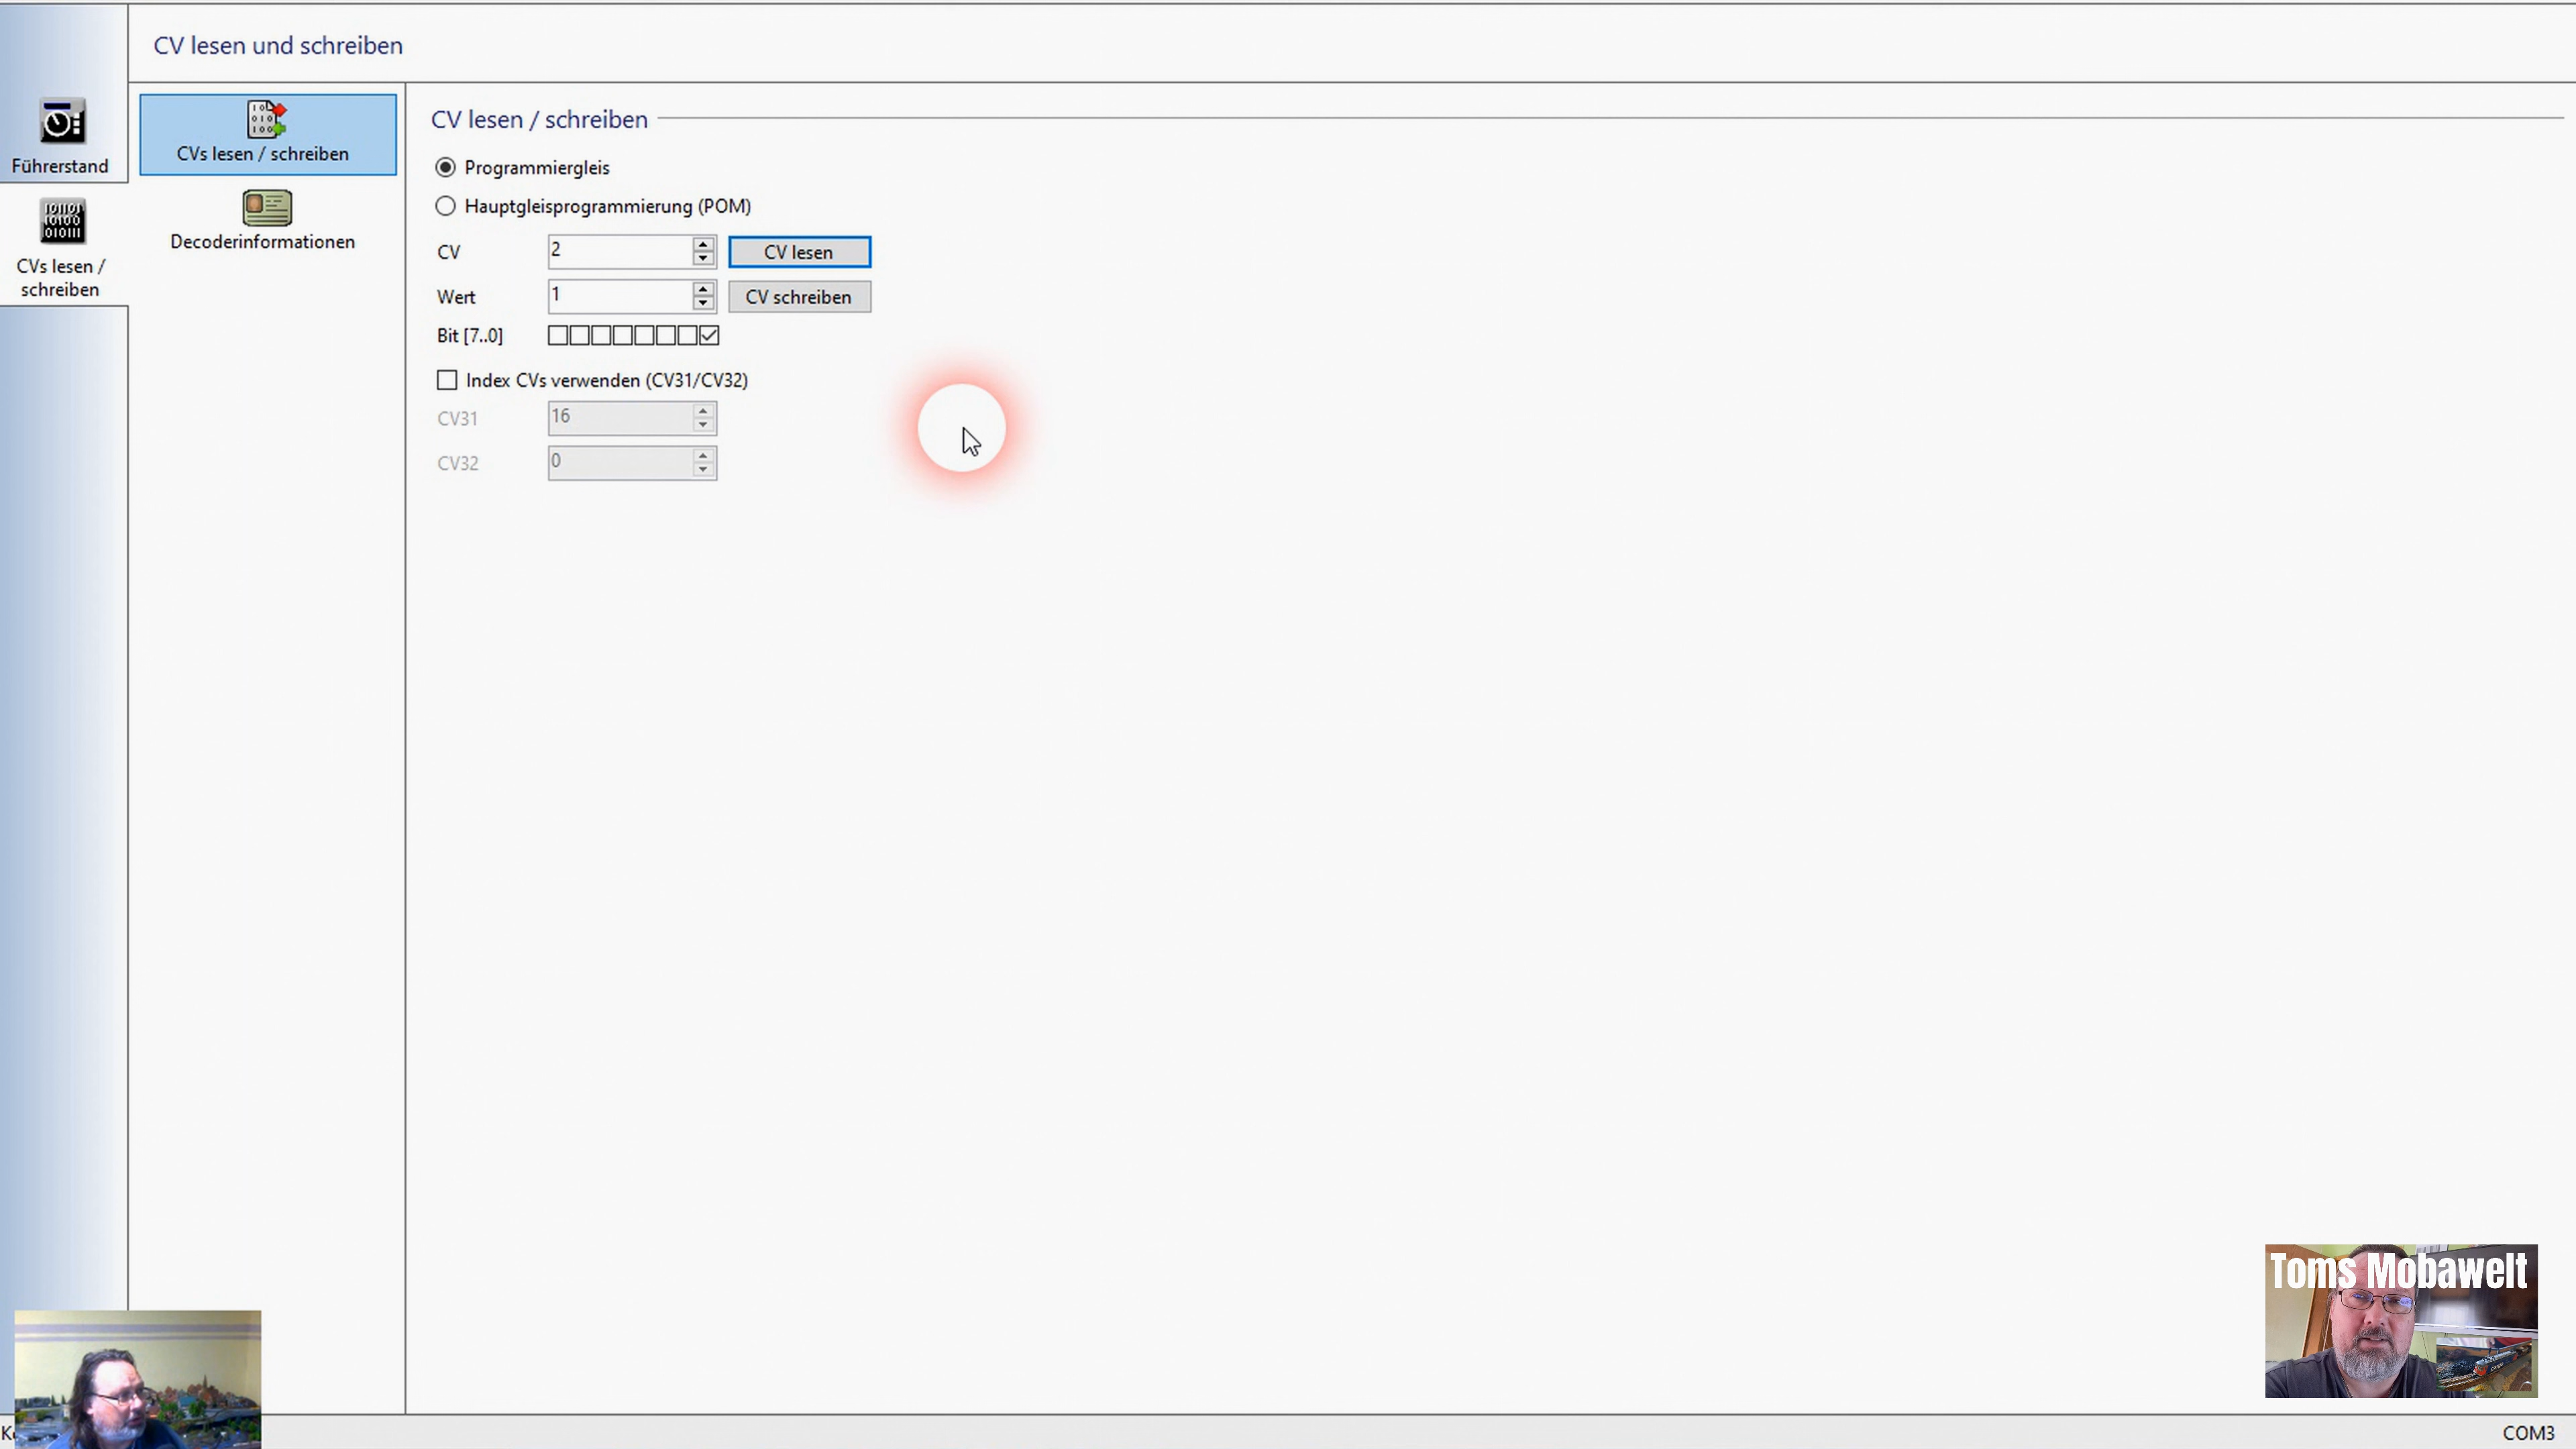 CV lesen und schreiben
Führerstand
CVs lesen /
schreiben
CVs lesen / schreiben
Decoderinformationen
CV lesen / schreiben
Programmiergleis
Hauptgleisprogrammierung (POM)
CV 2 CV lesen
Wert 1 CV schreiben
Bit [7..0]
Index CVs verwenden (CV31/CV32)
CV31 16
CV32 0
Toms Mobawelt
COM3